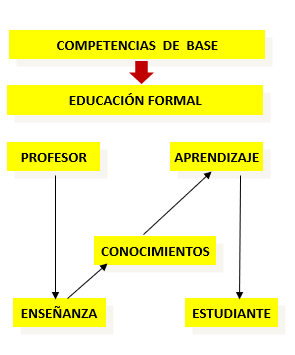 COMPETENCIAS DE BASE
EDUCACIÓN FORMAL
PROFESOR
APRENDIZAJE
CONOCIMIENTOS
ENSEÑANZA
ESTUDIANTE